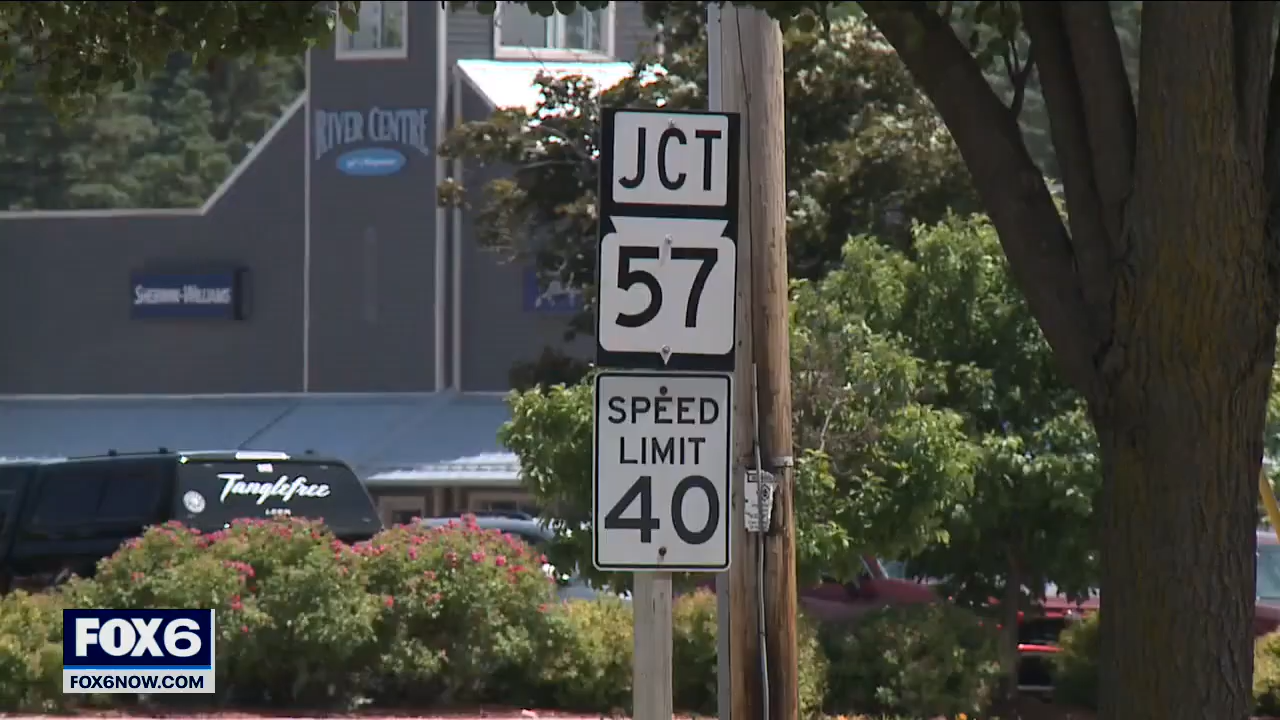 RIVER CENTRE
SHERWIN-WILLIAMS
JCT
57
SPEED
LIMIT
40
Tanglefree
FOX6
FOX6NOW.COM